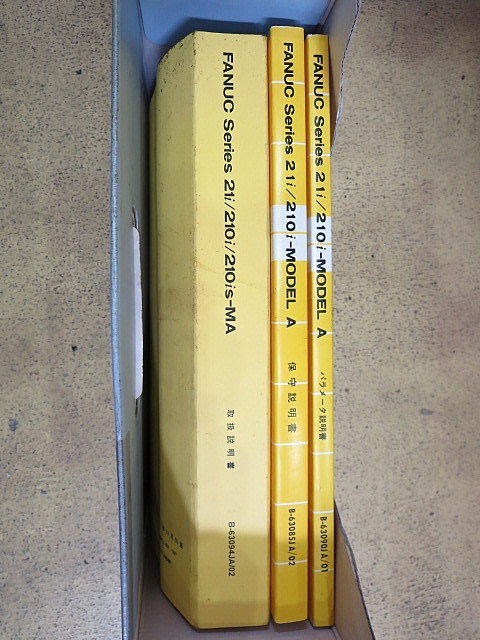 FANUC Series 21i/210i/210is-MA
取扱説明書
B-63094JA/02
FANUC Series 21i/210i-MODEL A
保守説明書
B-63085JA/02
FANUC Series 21i/210i-MODEL A
パラメータ説明書
B-63090JA/01